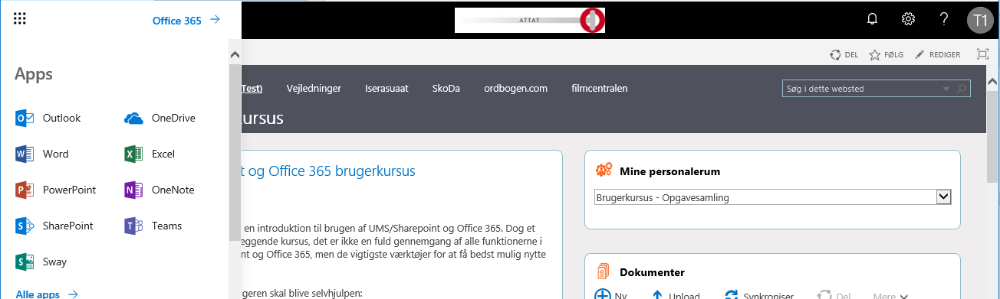 Office 365
ATTAT
T1
DEL
FØLG
REDIGER
Apps
Outlook
OneDrive
Word
Excel
PowerPoint
OneNote
SharePoint
Teams
Sway
Alle apps
(Test)
Vejledninger
Iserasuaat
SkoDa
ordbogen.com
filmcentralen
Søg i dette websted
kursus
t og Office 365 brugerkursus
en introduktion til brugen af UMS/Sharepoint og Office 365. Dog et
eggende kursus, det er ikke en fuld gennemgang af alle funktionerne i
nt og Office 365, men de vigtigste værktøjer for at få bedst mulig nytte
geren skal blive selvhjulpen:
Mine personalerum
Brugerkursus - Opgavesamling
Dokumenter
Ny
Upload
Synkroniser
Del
Mere